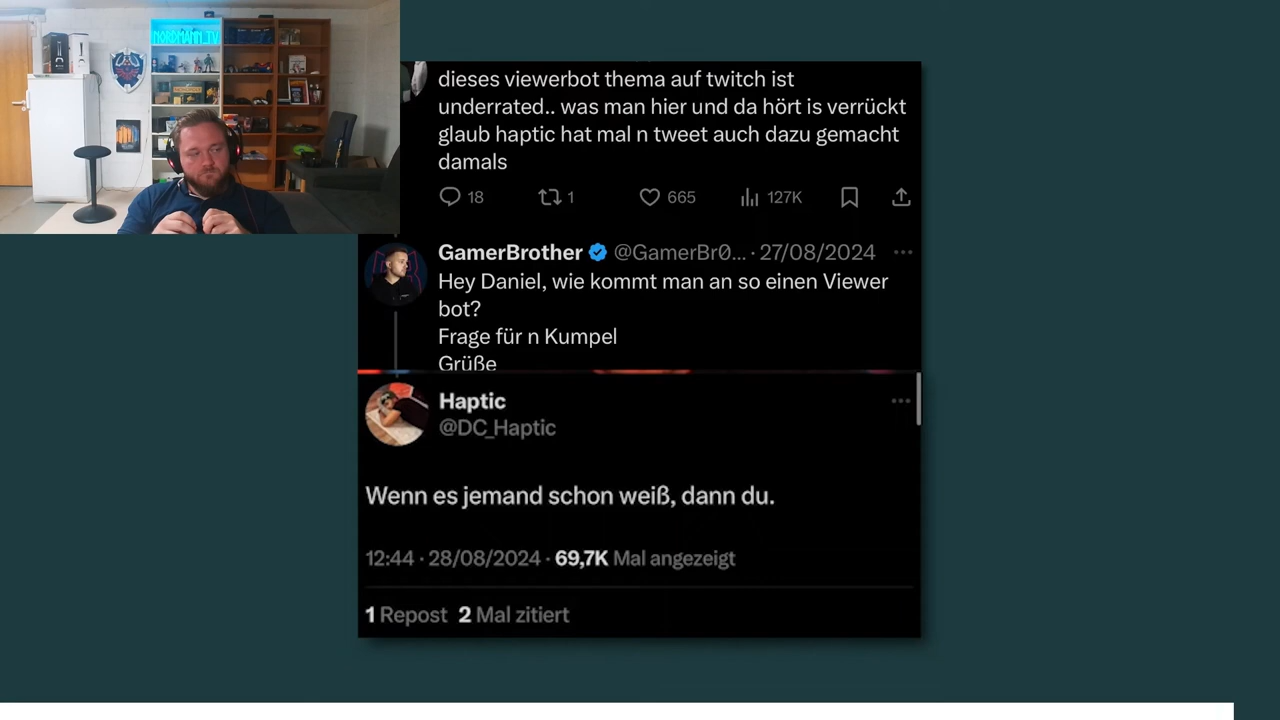 NORDMANN_TV
dieses viewerbot thema auf twitch ist
underrated.. was man hier und da hört is verrückt
glaub haptic hat mal n tweet auch dazu gemacht
damals
18 1 665 127K
GamerBrother @GamerBr0... · 27/08/2024
Hey Daniel, wie kommt man an so einen Viewer
bot?
Frage für n Kumpel
Grüße
Haptic
@DC_Haptic
Wenn es jemand schon weiß, dann du.
12:44 · 28/08/2024 · 69,7K Mal angezeigt
1 Repost 2 Mal zitiert